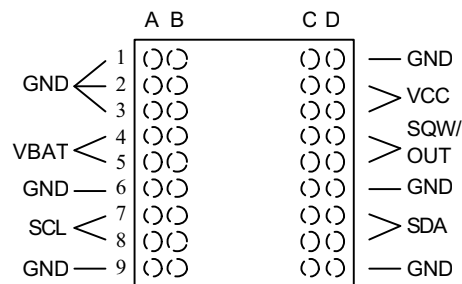 A B C D
1 GND
GND 2 VCC
3
4 SQW/
VBAT 5 OUT
GND 6 GND
7
SCL SDA
8
GND 9 GND